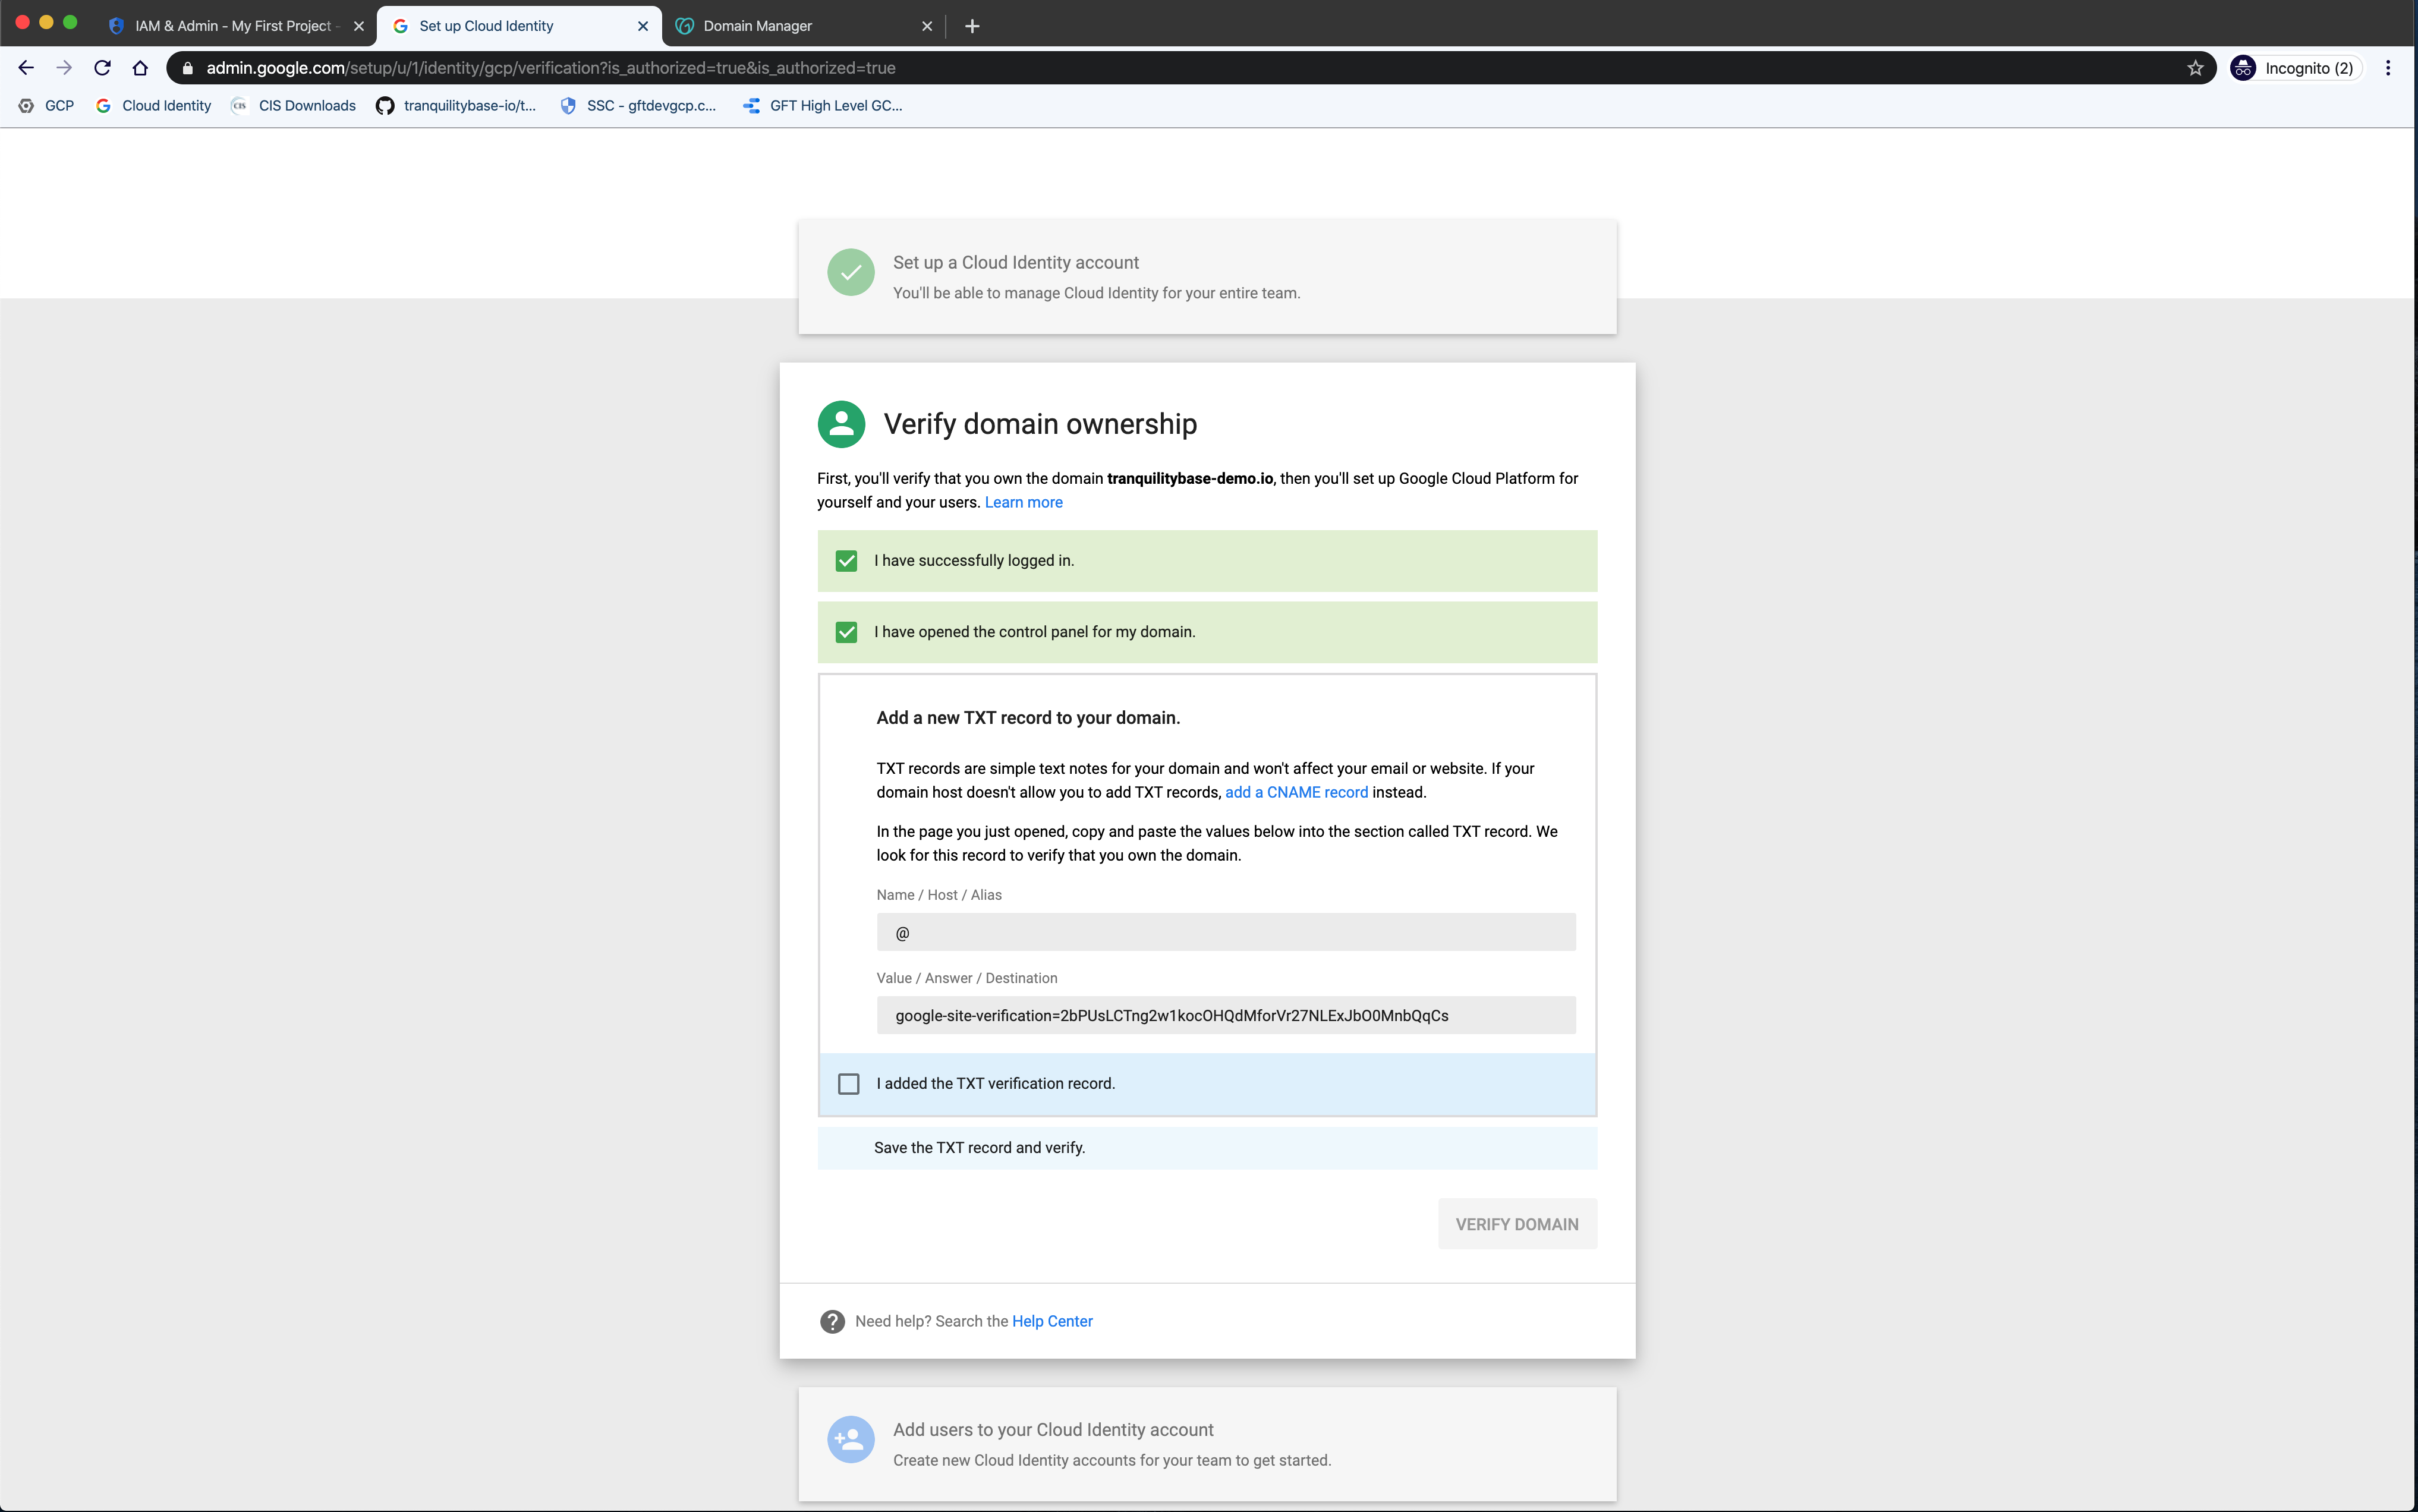 IAM & Admin - My First Project -
Set up Cloud Identity
Domain Manager
admin.google.com/setup/u/1/identity/gcp/verification?is_authorized=true&is_authorized=true
Incognito (2)
GCP
Cloud Identity
CIS
CIS Downloads
tranquilitybase-io/t...
SSC - gftdevgcp.c...
GFT High Level GC...
Set up a Cloud Identity account
You'll be able to manage Cloud Identity for your entire team.
Verify domain ownership
First, you'll verify that you own the domain tranquilitybase-demo.io, then you'll set up Google Cloud Platform for
yourself and your users. Learn more
I have successfully logged in.
I have opened the control panel for my domain.
Add a new TXT record to your domain.
TXT records are simple text notes for your domain and won't affect your email or website. If your
domain host doesn't allow you to add TXT records, add a CNAME record instead.
In the page you just opened, copy and paste the values below into the section called TXT record. We
look for this record to verify that you own the domain.
Name / Host / Alias
@
Value / Answer / Destination
google-site-verification=2bPUsLCTng2w1kocOHQdMforVr27NLExJbO0MnbQqCs
I added the TXT verification record.
Save the TXT record and verify.
VERIFY DOMAIN
Need help? Search the Help Center
Add users to your Cloud Identity account
Create new Cloud Identity accounts for your team to get started.